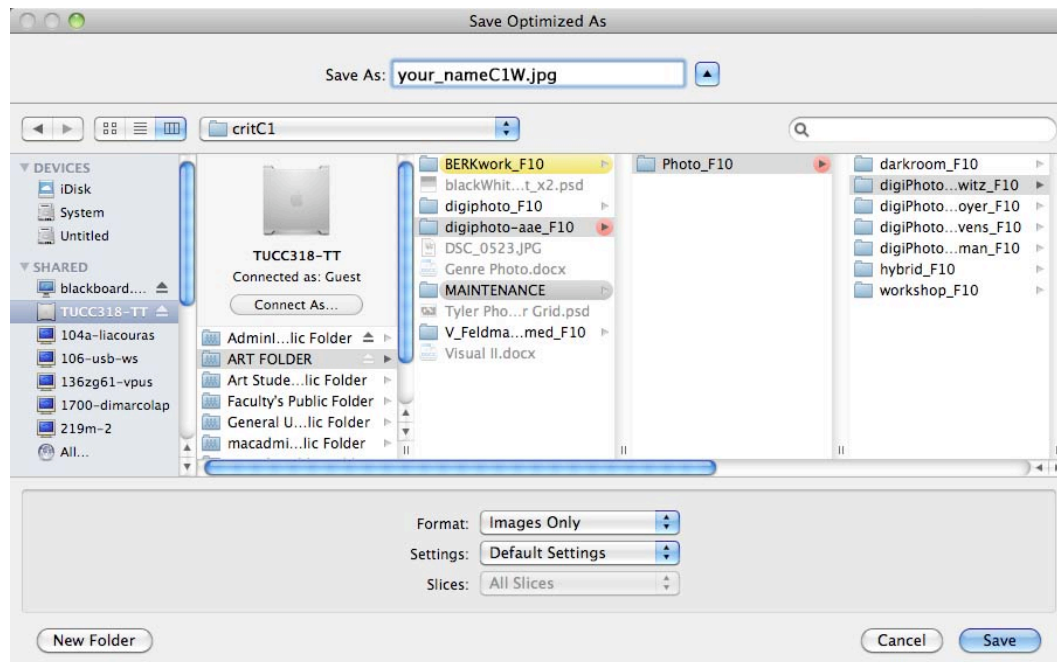 Save Optimized As
Save As: your_nameC1W.jpg
critC1
DEVICES
iDisk
System
Untitled
SHARED
blackboard....
TUCC318-TT
104a-liacouras
106-usb-ws
136zg61-vpus
1700-dimarcolap
219m-2
All...
TUCC318-TT
Connected as: Guest
Connect As...
AdminI...lic Folder
ART FOLDER
Art Stude...lic Folder
Faculty's Public Folder
General U...lic Folder
macadmi...lic Folder
BERKwork_F10
blackWhit...t_x2.psd
digiphoto_F10
digiphoto-aae_F10
DSC_0523.JPG
Genre Photo.docx
MAINTENANCE
Tyler Pho...r Grid.psd
V_Feldma...med_F10
Visual II.docx
Photo_F10
darkroom_F10
digiPhoto...witz_F10
digiPhoto...oyer_F10
digiPhoto...vens_F10
digiPhoto...man_F10
hybrid_F10
workshop_F10
Format: Images Only
Settings: Default Settings
Slices: All Slices
New Folder
Cancel
Save